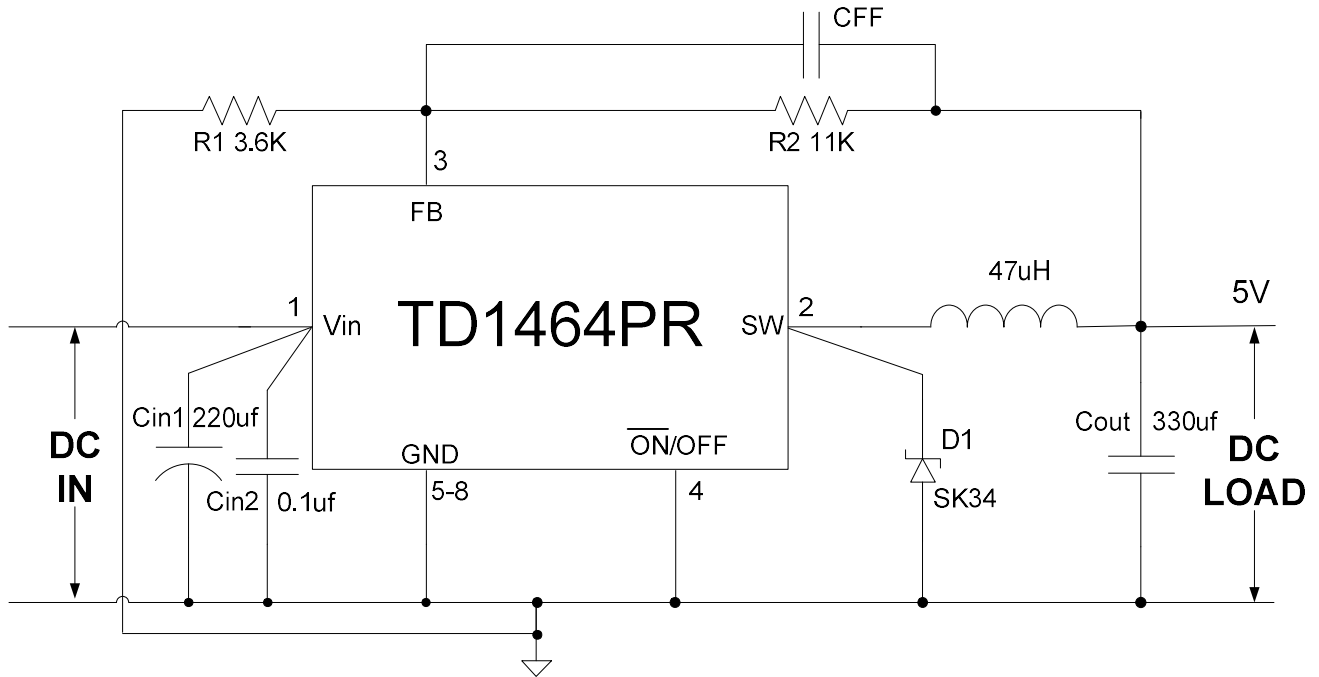 CFF
R1 3.6K
R2 11K
3
FB
47uH
5V
1
Vin
TD1464PR
SW
2
Cin1 220uf
DC
IN
Cin2 0.1uf
GND
5-8
ON/OFF
4
D1
SK34
Cout 330uf
DC
LOAD